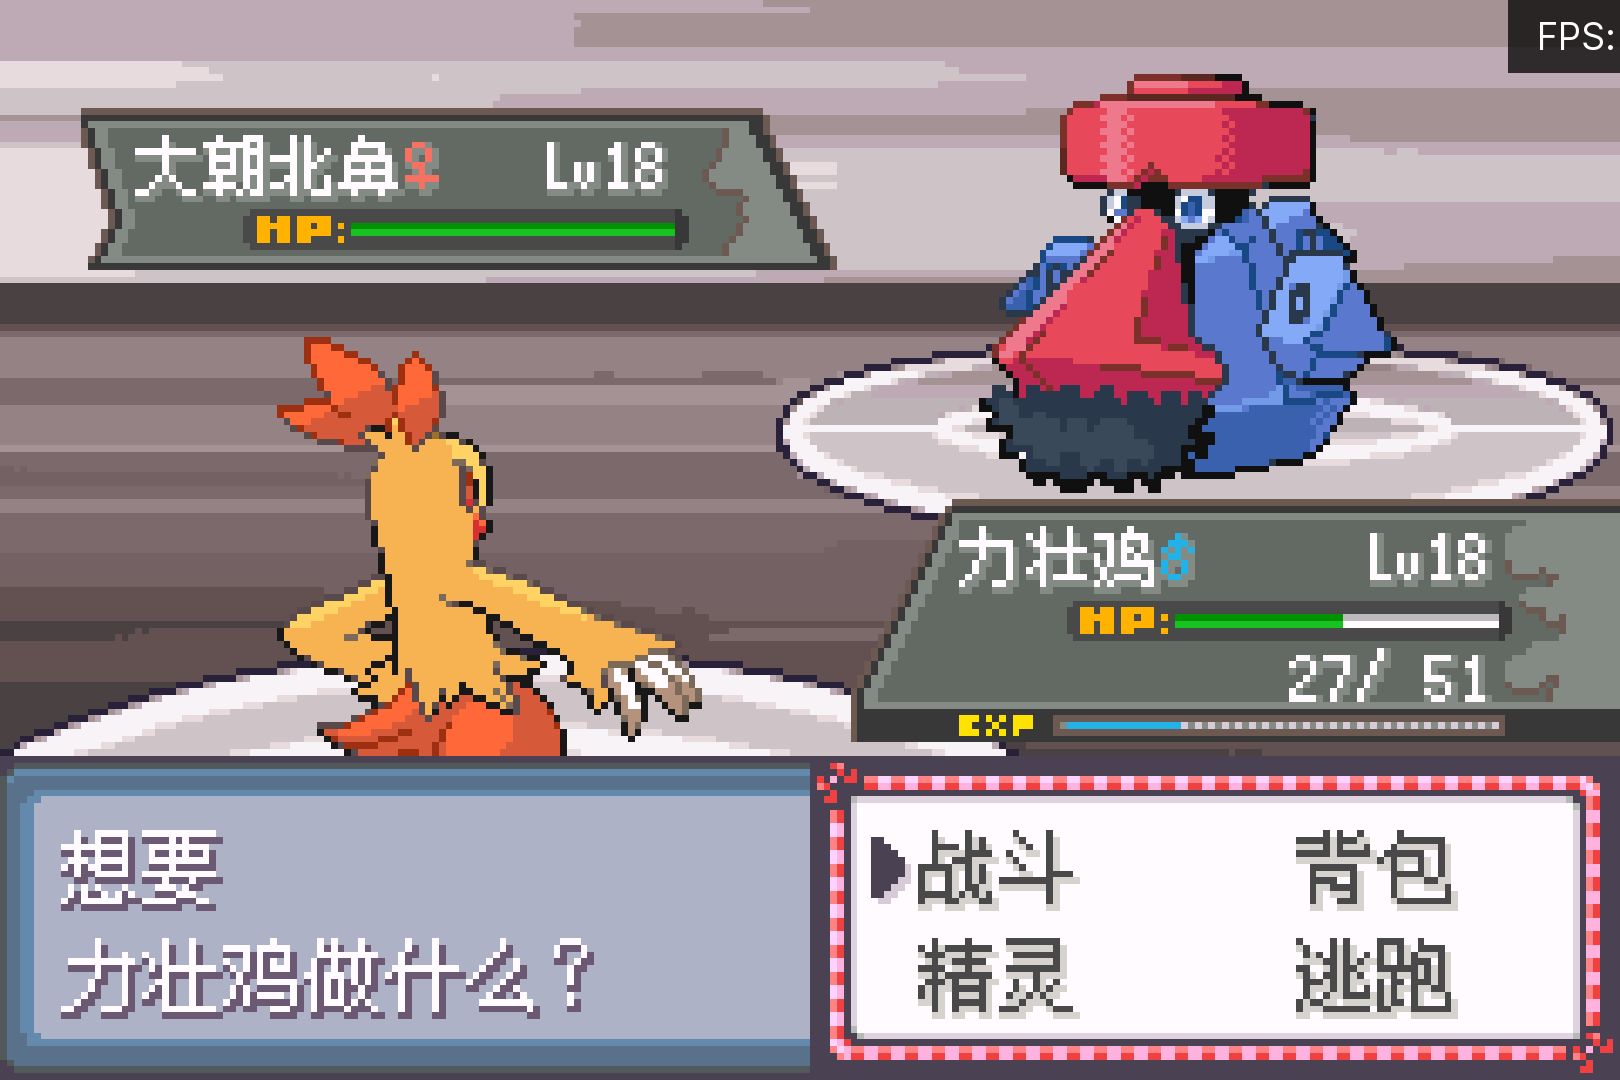 FPS:
大朝北鼻♀ Lv18
HP:
力壮鸡♂ Lv18
HP:
27/ 51
EXP
想要
力壮鸡做什么?
▶战斗 背包
精灵 逃跑